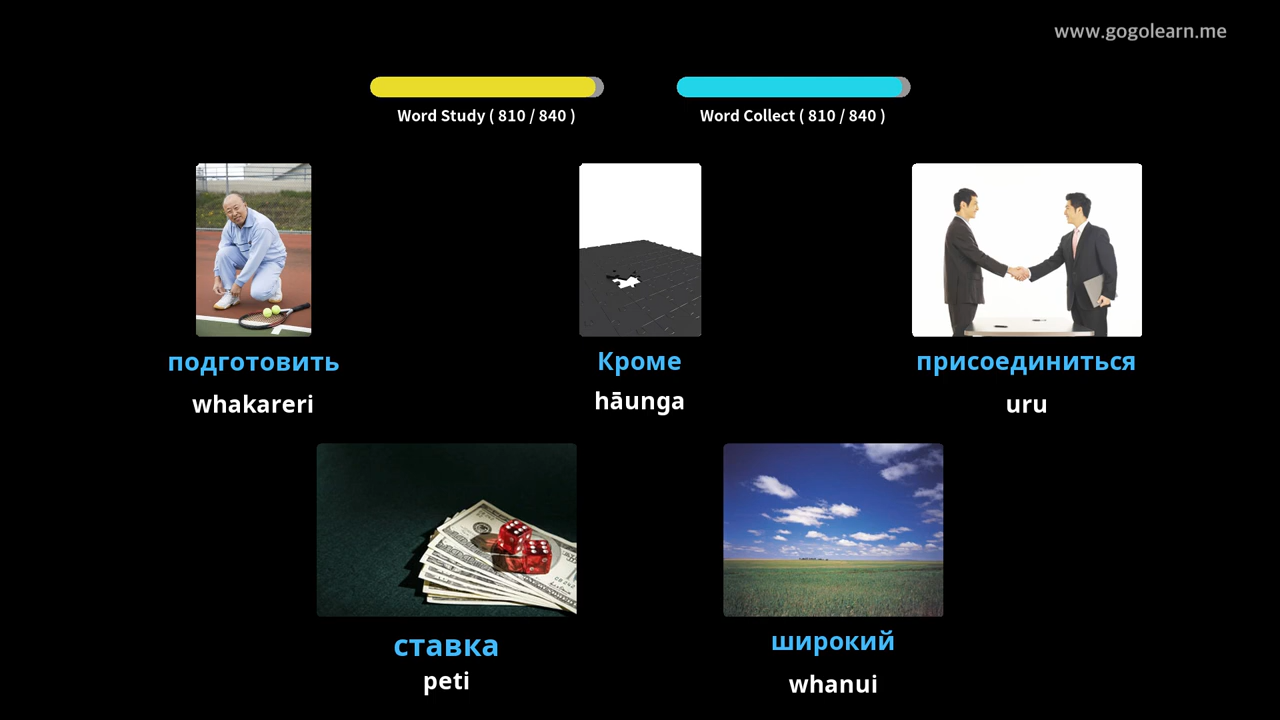 www.gogolearn.me
Word Study ( 810 / 840 )
Word Collect ( 810 / 840 )
подготовить
whakareri
Кроме
hāunga
присоединиться
uru
ставка
peti
широкий
whanui